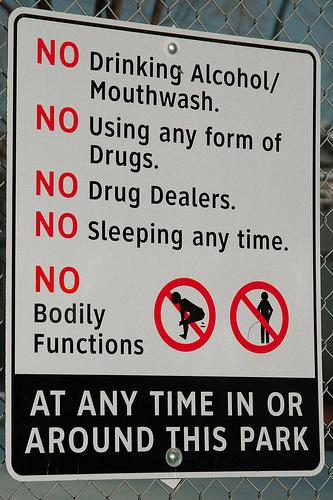 NO Drinking Alcohol/
Mouthwash.
NO Using any form of
Drugs.
NO Drug Dealers.
NO Sleeping any time.
NO
Bodily
Functions
AT ANY TIME IN OR
AROUND THIS PARK